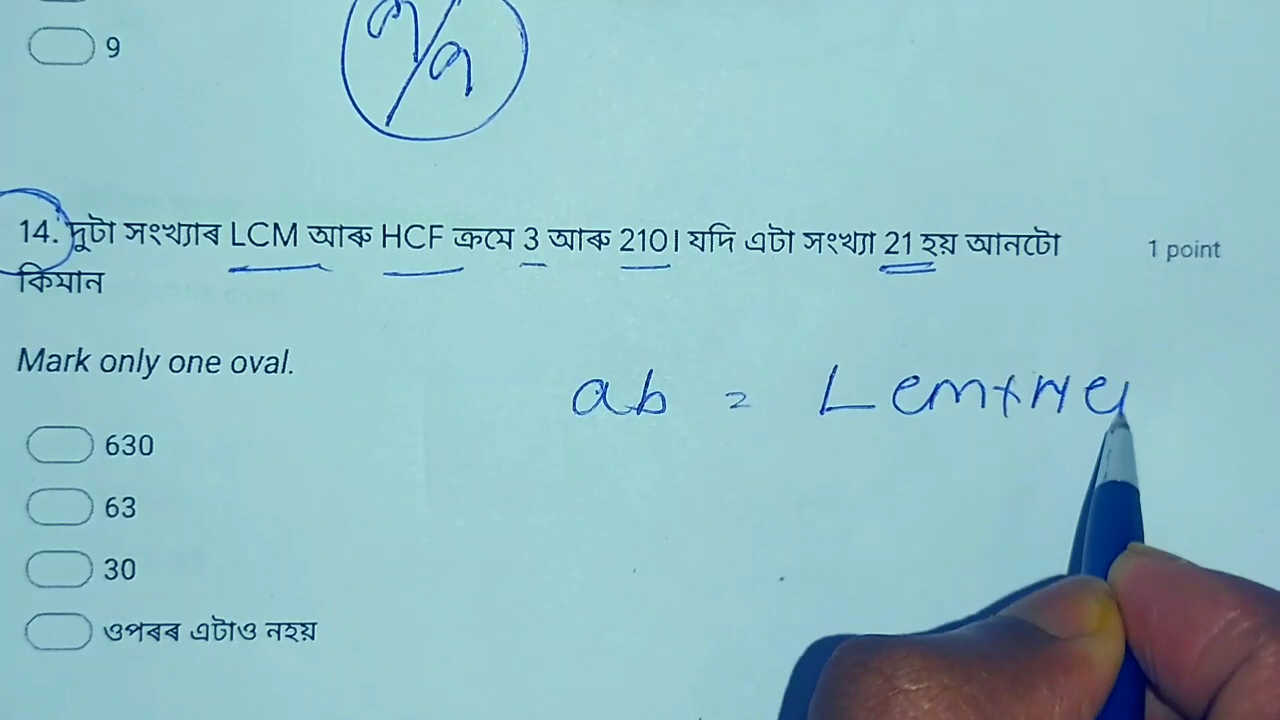 9
14. দুটা সংখ্যাৰ LCM আৰু HCF ক্ৰমে 3 আৰু 210। যদি এটা সংখ্যা 21 হয় আনটো 1 point
কিমান
Mark only one oval.
ab = Lcm×Hc
630
63
30
ওপৰৰ এটাও নহয়